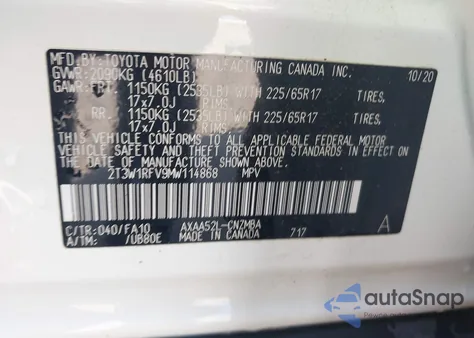 MFD.BY: TOYOTA MOTOR MANUFACTURING CANADA INC. 10/20
GVWR: 2090KG (4610LB)
GAWR: FRT. 1150KG (2535LB) WITH 225/65R17 TIRES.
17x7.0J RIMS.
RR. 1150KG (2535LB) WITH 225/65R17 TIRES.
17x7.0J RIMS.
THIS VEHICLE CONFORMS TO ALL APPLICABLE FEDERAL MOTOR
VEHICLE SAFETY STANDARDS IN EFFECT ON THE DATE OF
MANUFACTURE SHOWN ABOVE.
2T3W1RFV9MW114868 MPV
C/TR: 040/FA10 AXAA52L-CNZMBA A
A/TM: /UB80E MADE IN CANADA 717
autoSnap